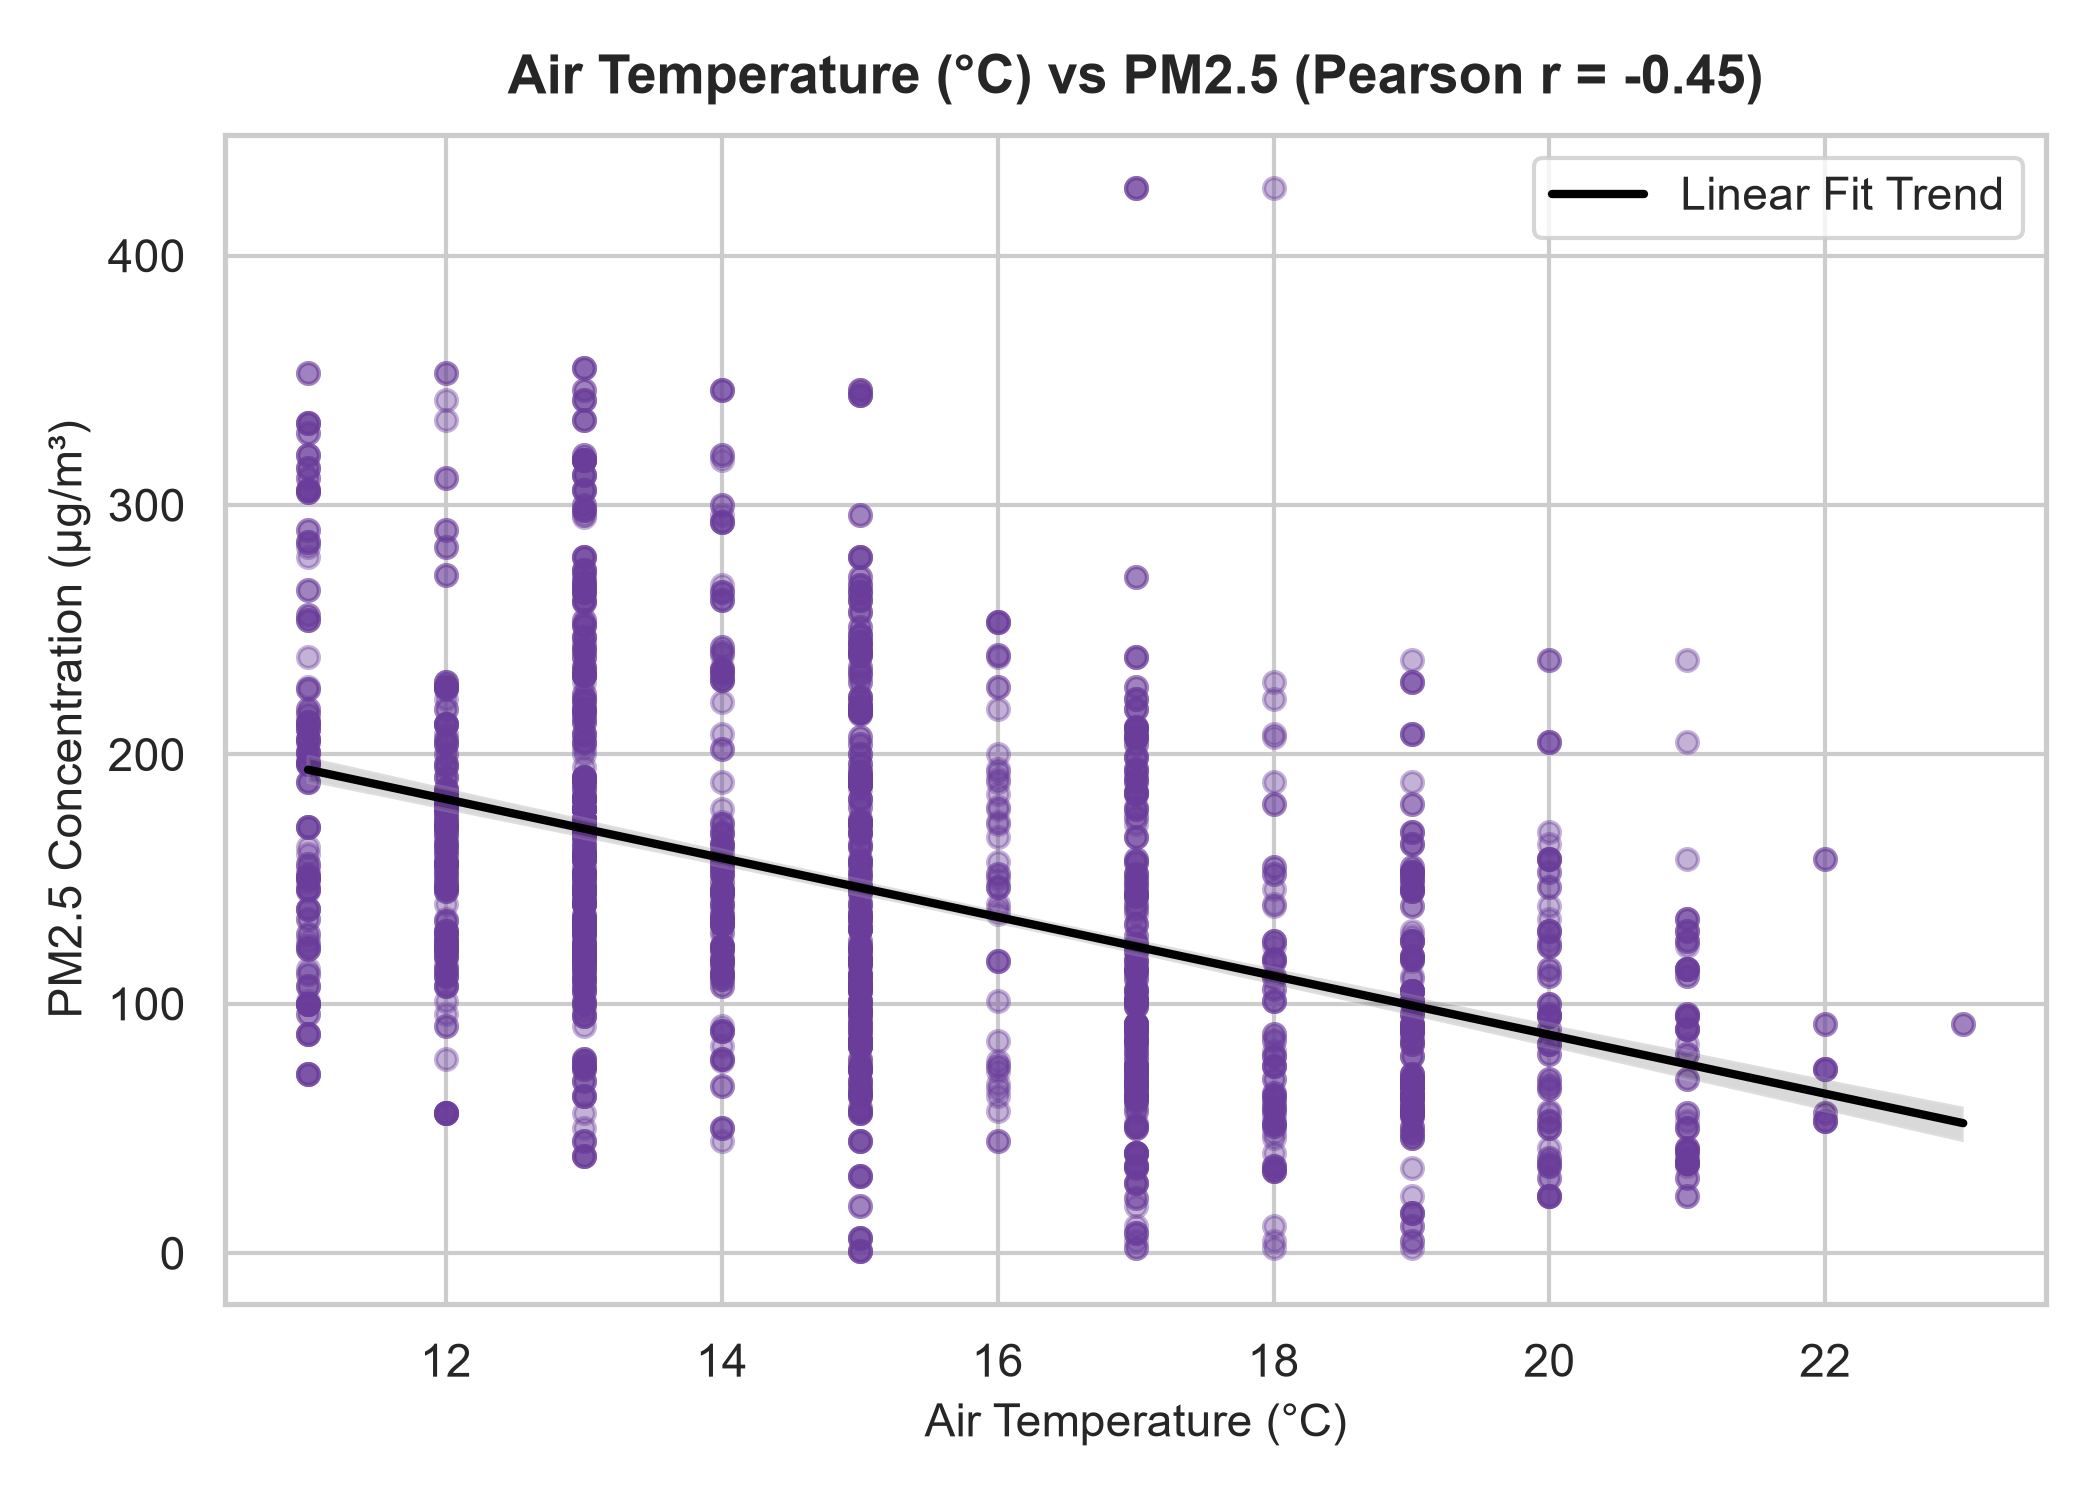 Air Temperature (°C) vs PM2.5 (Pearson r = -0.45)
Linear Fit Trend
PM2.5 Concentration (µg/m³)
400
300
200
100
0
12 14 16 18 20 22
Air Temperature (°C)